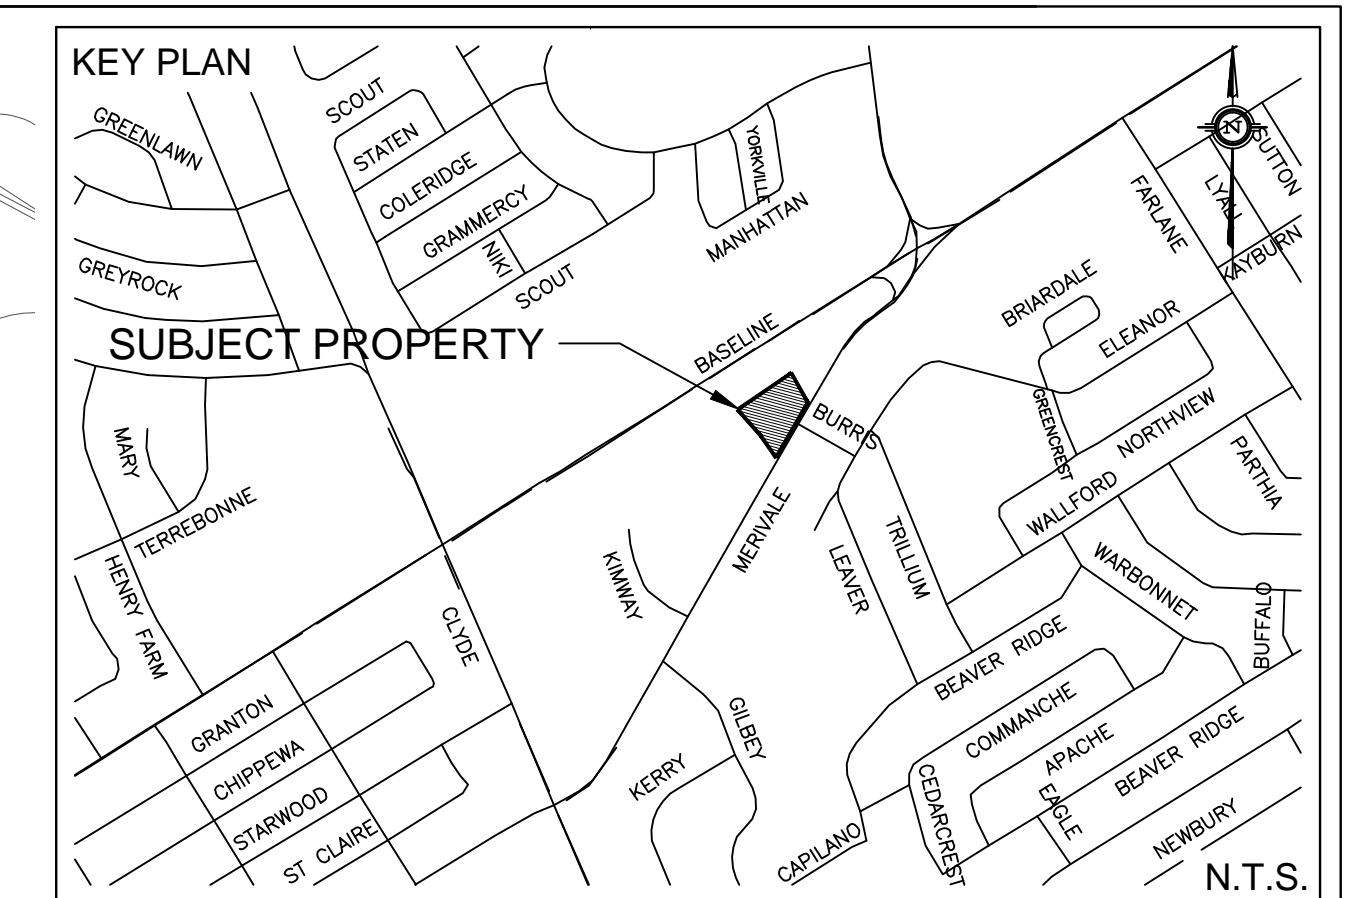 KEY PLAN
GREENLAWN
SCOUT
STATEN
COLERIDGE
GRAMMERCY
NIKI
SCOUT
YORKVILLE
MANHATTAN
FARLANE
LYALL
SUTTON
KAYBURN
N
GREYROCK
SUBJECT PROPERTY
BASELINE
BRIARDALE
ELEANOR
BURRIS
GREENCREST
NORTHVIEW
WALLFORD
PARTHIA
MARY
TERREBONNE
HENRY FARM
CLYDE
KIMWAY
MERIVALE
LEAVER
TRILLIUM
WARBONNET
BUFFALO
BEAVER RIDGE
GRANTON
CHIPPEWA
STARWOOD
ST CLAIRE
GILBEY
KERRY
COMMANCHE
APACHE
BEAVER RIDGE
CEDARCREST
EAGLE
CAPILANO
NEWBURY
N.T.S.